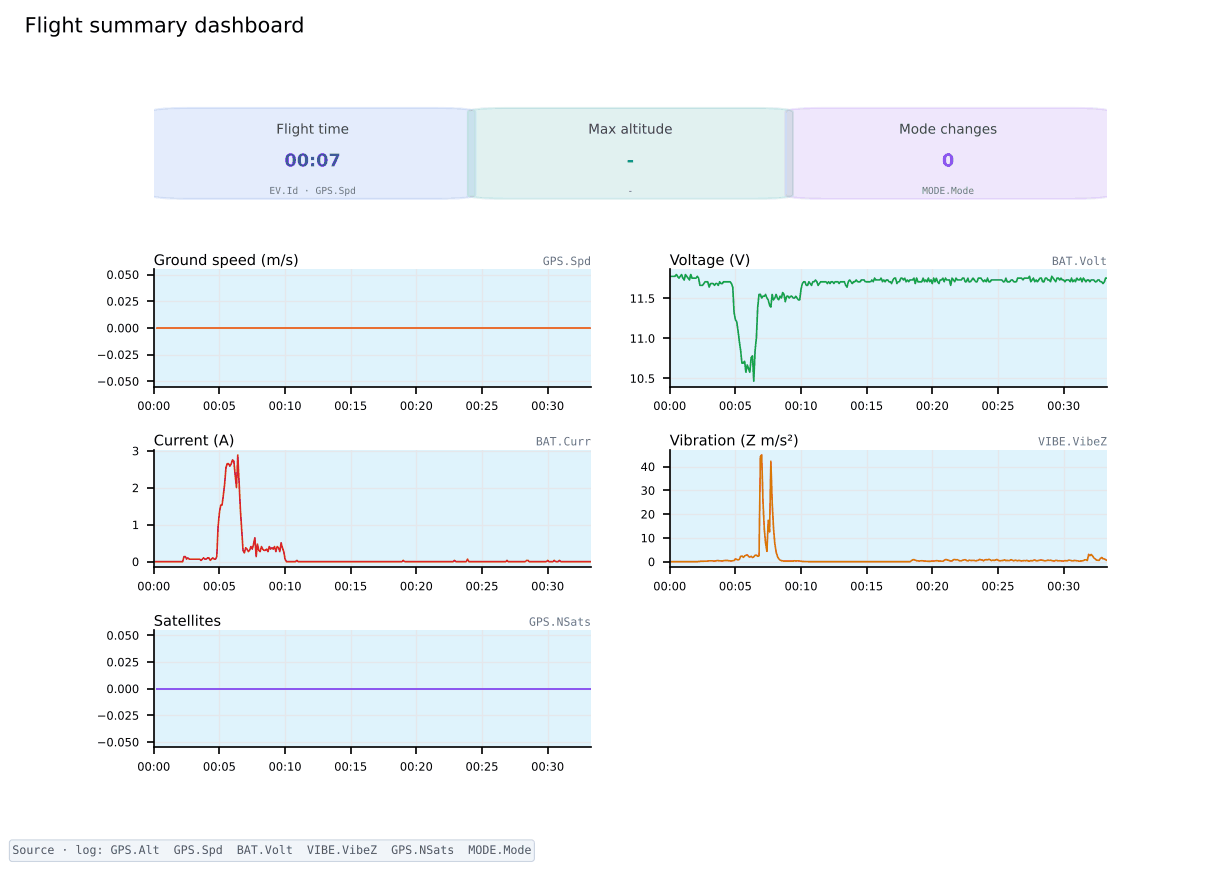 Flight summary dashboard
Flight time Max altitude Mode changes
00:07 - 0
EV.Id · GPS.Spd - MODE.Mode
Ground speed (m/s) GPS.Spd
0.050
0.025
0.000
−0.025
−0.050
00:00 00:05 00:10 00:15 00:20 00:25 00:30
Voltage (V) BAT.Volt
11.5
11.0
10.5
00:00 00:05 00:10 00:15 00:20 00:25 00:30
Current (A) BAT.Curr
3
2
1
0
00:00 00:05 00:10 00:15 00:20 00:25 00:30
Vibration (Z m/s²) VIBE.VibeZ
40
30
20
10
0
00:00 00:05 00:10 00:15 00:20 00:25 00:30
Satellites GPS.NSats
0.050
0.025
0.000
−0.025
−0.050
00:00 00:05 00:10 00:15 00:20 00:25 00:30
Source · log: GPS.Alt GPS.Spd BAT.Volt VIBE.VibeZ GPS.NSats MODE.Mode